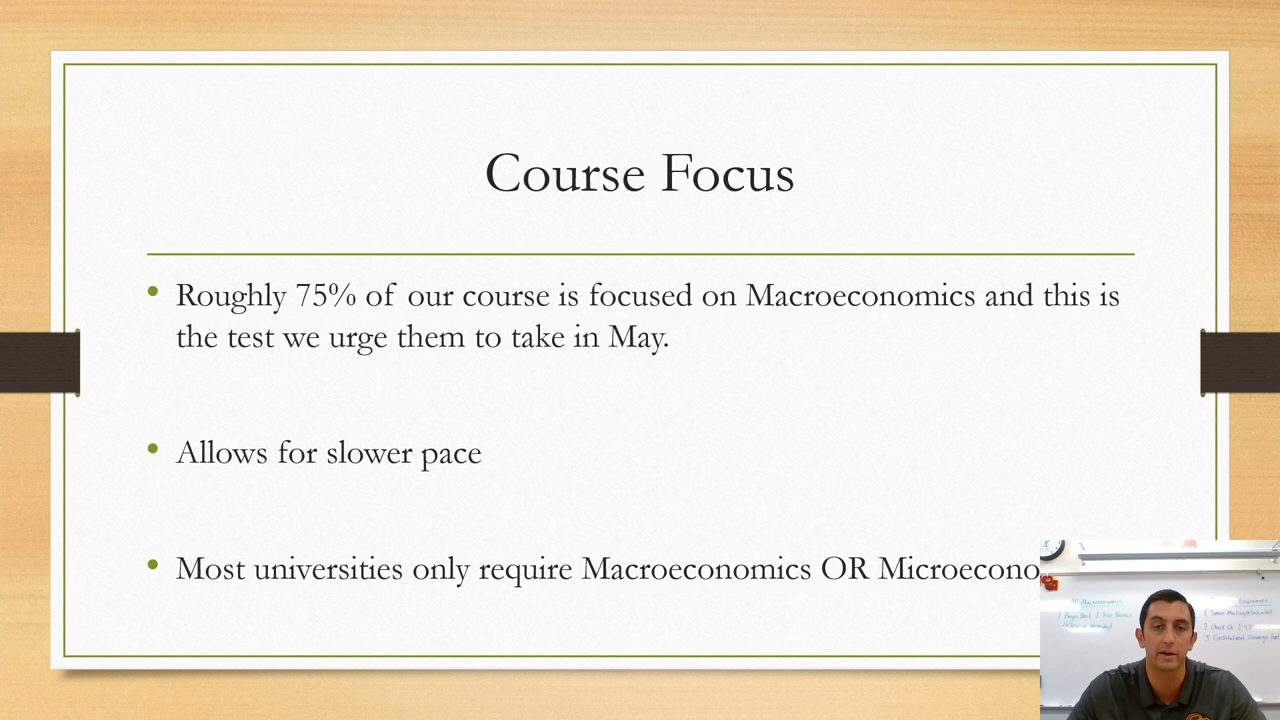 Course Focus
• Roughly 75% of our course is focused on Macroeconomics and this is
the test we urge them to take in May.
• Allows for slower pace
• Most universities only require Macroeconomics OR Microecono